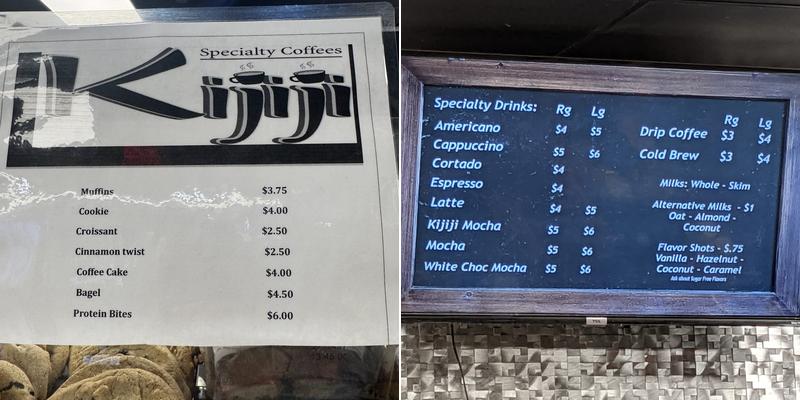 Specialty Coffees
Kijiji
Muffins $3.75
Cookie $4.00
Croissant $2.50
Cinnamon twist $2.50
Coffee Cake $4.00
Bagel $4.50
Protein Bites $6.00
Specialty Drinks: Rg Lg
Americano $4 $5
Cappuccino $5 $6
Cortado $4
Espresso $4
Latte $4 $5
Kijiji Mocha $5 $6
Mocha $5 $6
White Choc Mocha $5 $6
Rg Lg
Drip Coffee $3 $4
Cold Brew $3 $4
Milks: Whole - Skim
Alternative Milks - $1
Oat - Almond -
Coconut
Flavor Shots - $.75
Vanilla - Hazelnut -
Coconut - Caramel
Ask about Sugar Free Flavors